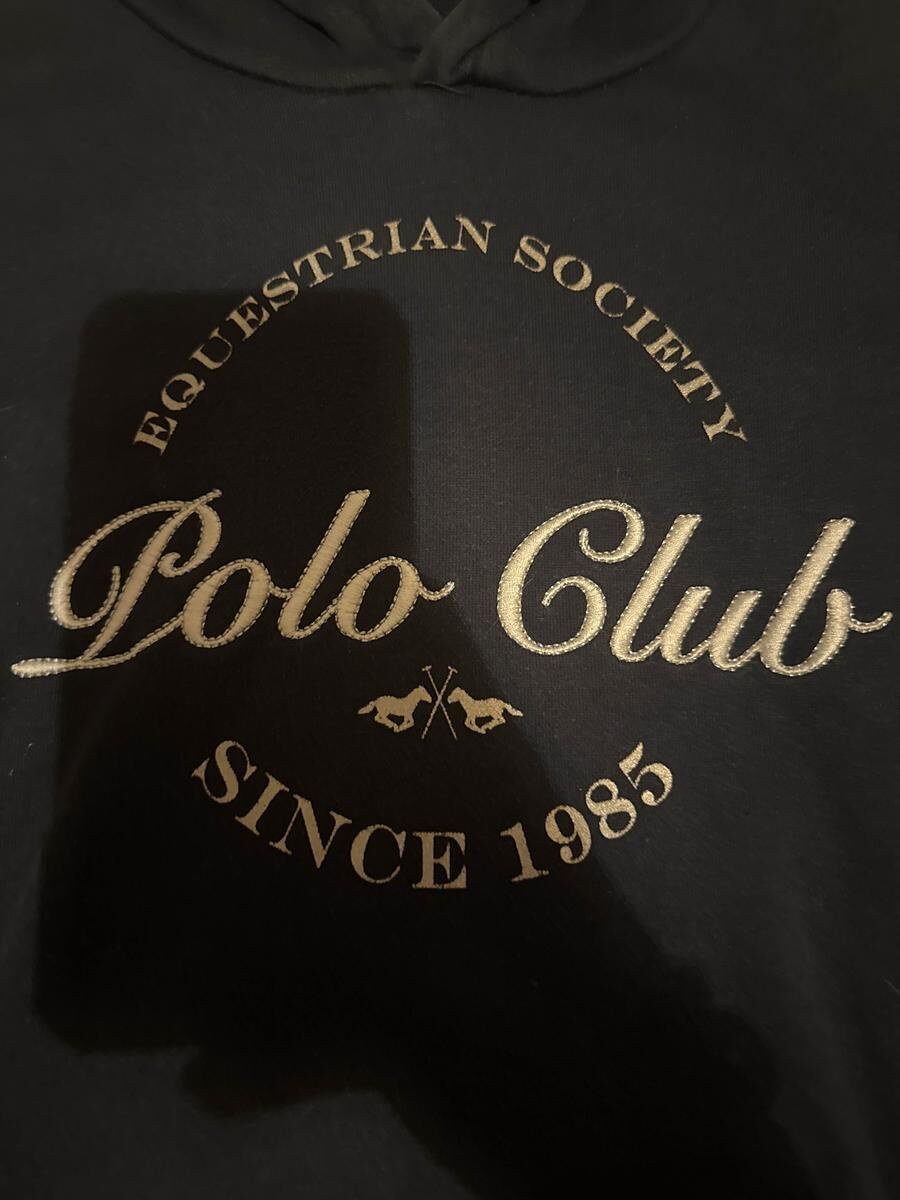 EQUESTRIAN SOCIETY
Polo Club
SINCE 1985